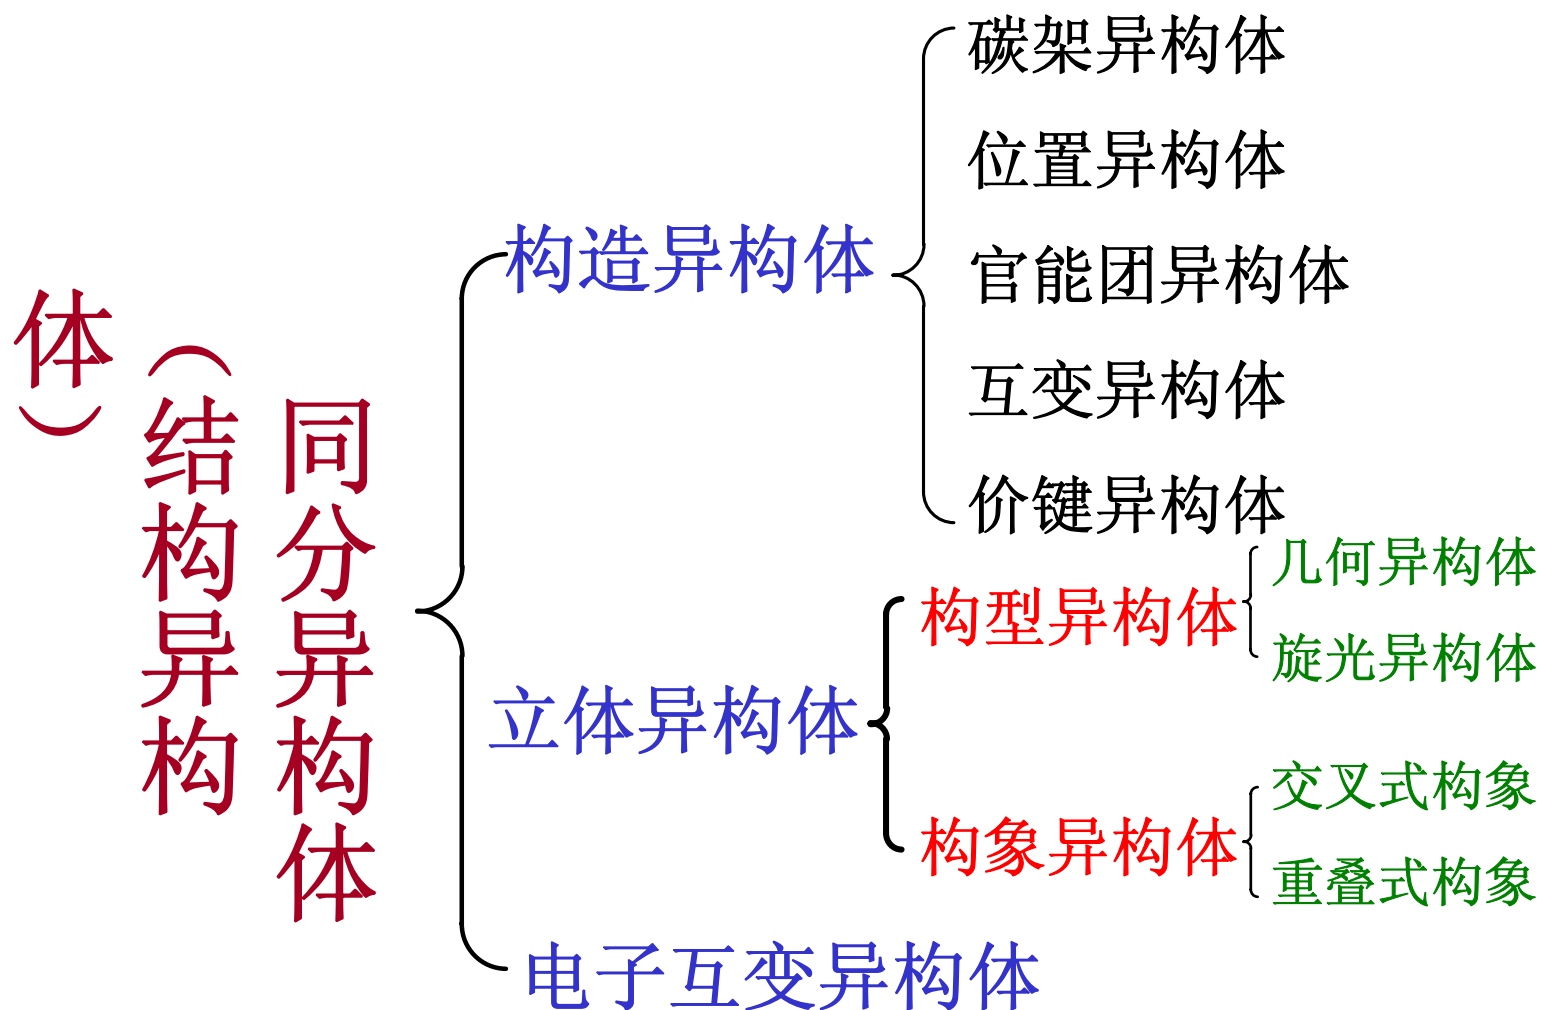 同分异构体
（结构异构
体）
构造异构体
碳架异构体
位置异构体
官能团异构体
互变异构体
价键异构体
立体异构体
构型异构体
几何异构体
旋光异构体
构象异构体
交叉式构象
重叠式构象
电子互变异构体